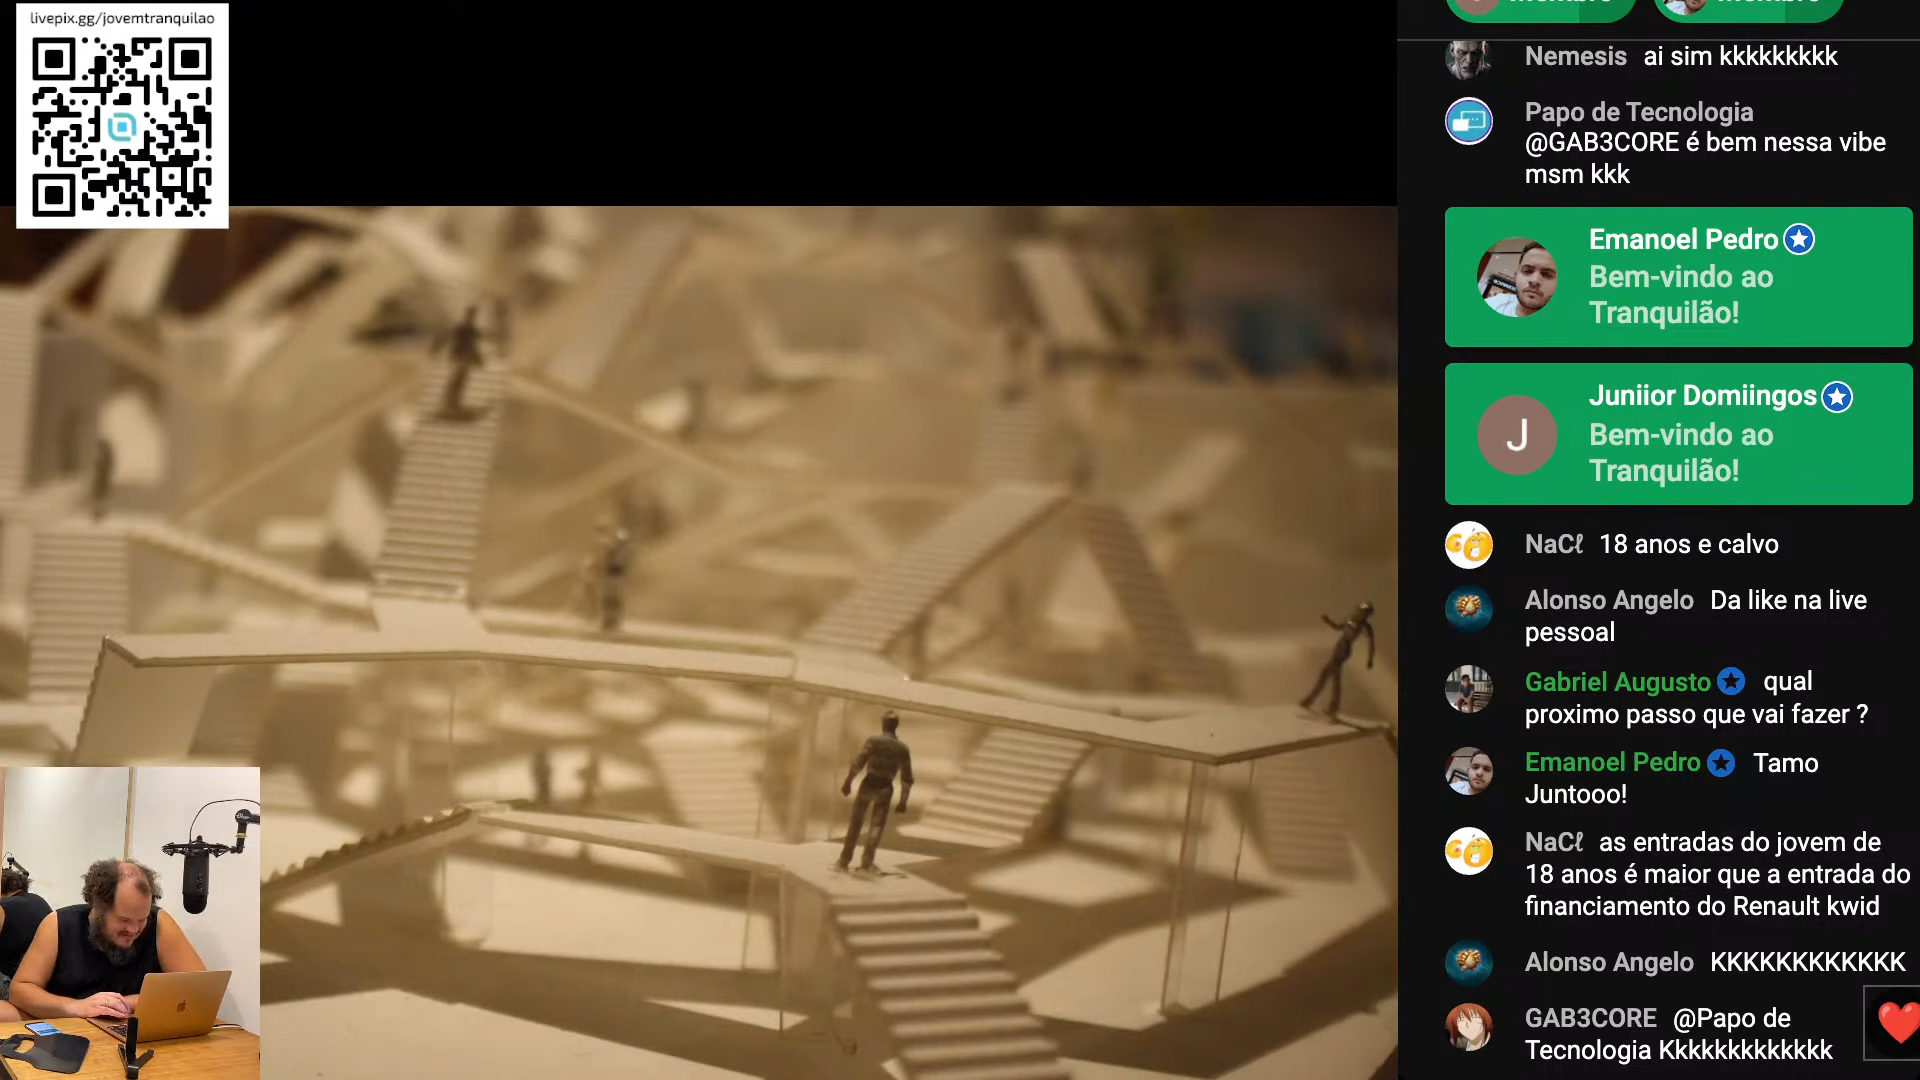 livepix.gg/jovemtranquilao
Nemesis ai sim kkkkkkkkk
Papo de Tecnologia
@GAB3CORE é bem nessa vibe
msm kkk
Emanoel Pedro
Bem-vindo ao
Tranquilão!
Juniior Domiingos
J
Bem-vindo ao
Tranquilão!
NaCℓ 18 anos e calvo
Alonso Angelo Da like na live
pessoal
Gabriel Augusto qual
proximo passo que vai fazer ?
Emanoel Pedro Tamo
Juntooo!
NaCℓ as entradas do jovem de
18 anos é maior que a entrada do
financiamento do Renault kwid
Alonso Angelo KKKKKKKKKKKK
GAB3CORE @Papo de
Tecnologia Kkkkkkkkkkkkk